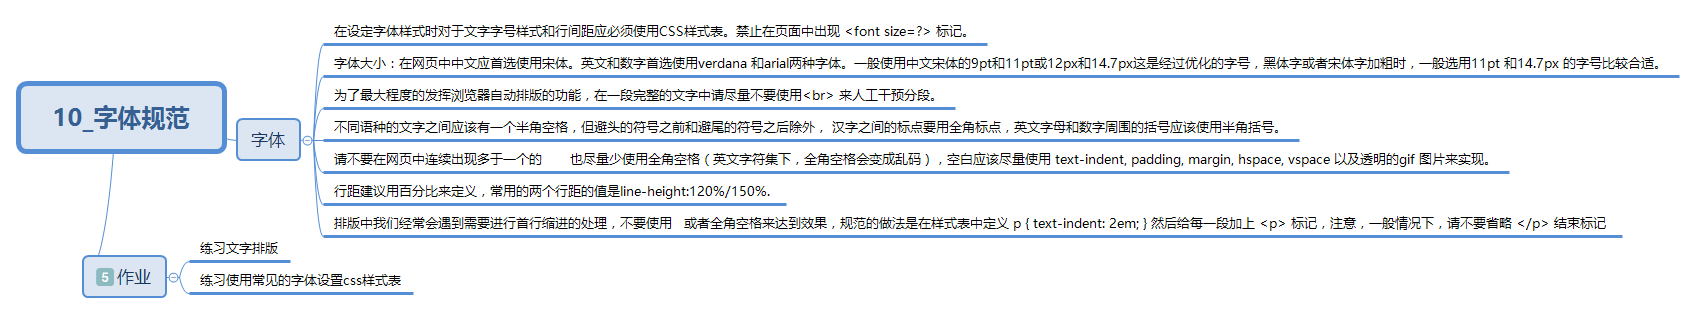 10_字体规范
字体
在设定字体样式时对于文字字号样式和行间距应必须使用CSS样式表。禁止在页面中出现 <font size=?> 标记。
字体大小：在网页中中文应首选使用宋体。英文和数字首选使用verdana 和arial两种字体。一般使用中文宋体的9pt和11pt或12px和14.7px这是经过优化的字号，黑体字或者宋体字加粗时，一般选用11pt 和14.7px 的字号比较合适。
为了最大程度的发挥浏览器自动排版的功能，在一段完整的文字中请尽量不要使用<br> 来人工干预分段。
不同语种的文字之间应该有一个半角空格，但避头的符号之前和避尾的符号之后除外， 汉字之间的标点要用全角标点，英文字母和数字周围的括号应该使用半角括号。
请不要在网页中连续出现多于一个的　　也尽量少使用全角空格（英文字符集下，全角空格会变成乱码），空白应该尽量使用 text-indent, padding, margin, hspace, vspace 以及透明的gif 图片来实现。
行距建议用百分比来定义，常用的两个行距的值是line-height:120%/150%.
排版中我们经常会遇到需要进行首行缩进的处理，不要使用　或者全角空格来达到效果，规范的做法是在样式表中定义 p { text-indent: 2em; } 然后给每一段加上 <p> 标记，注意，一般情况下，请不要省略 </p> 结束标记
5 作业
练习文字排版
练习使用常见的字体设置css样式表